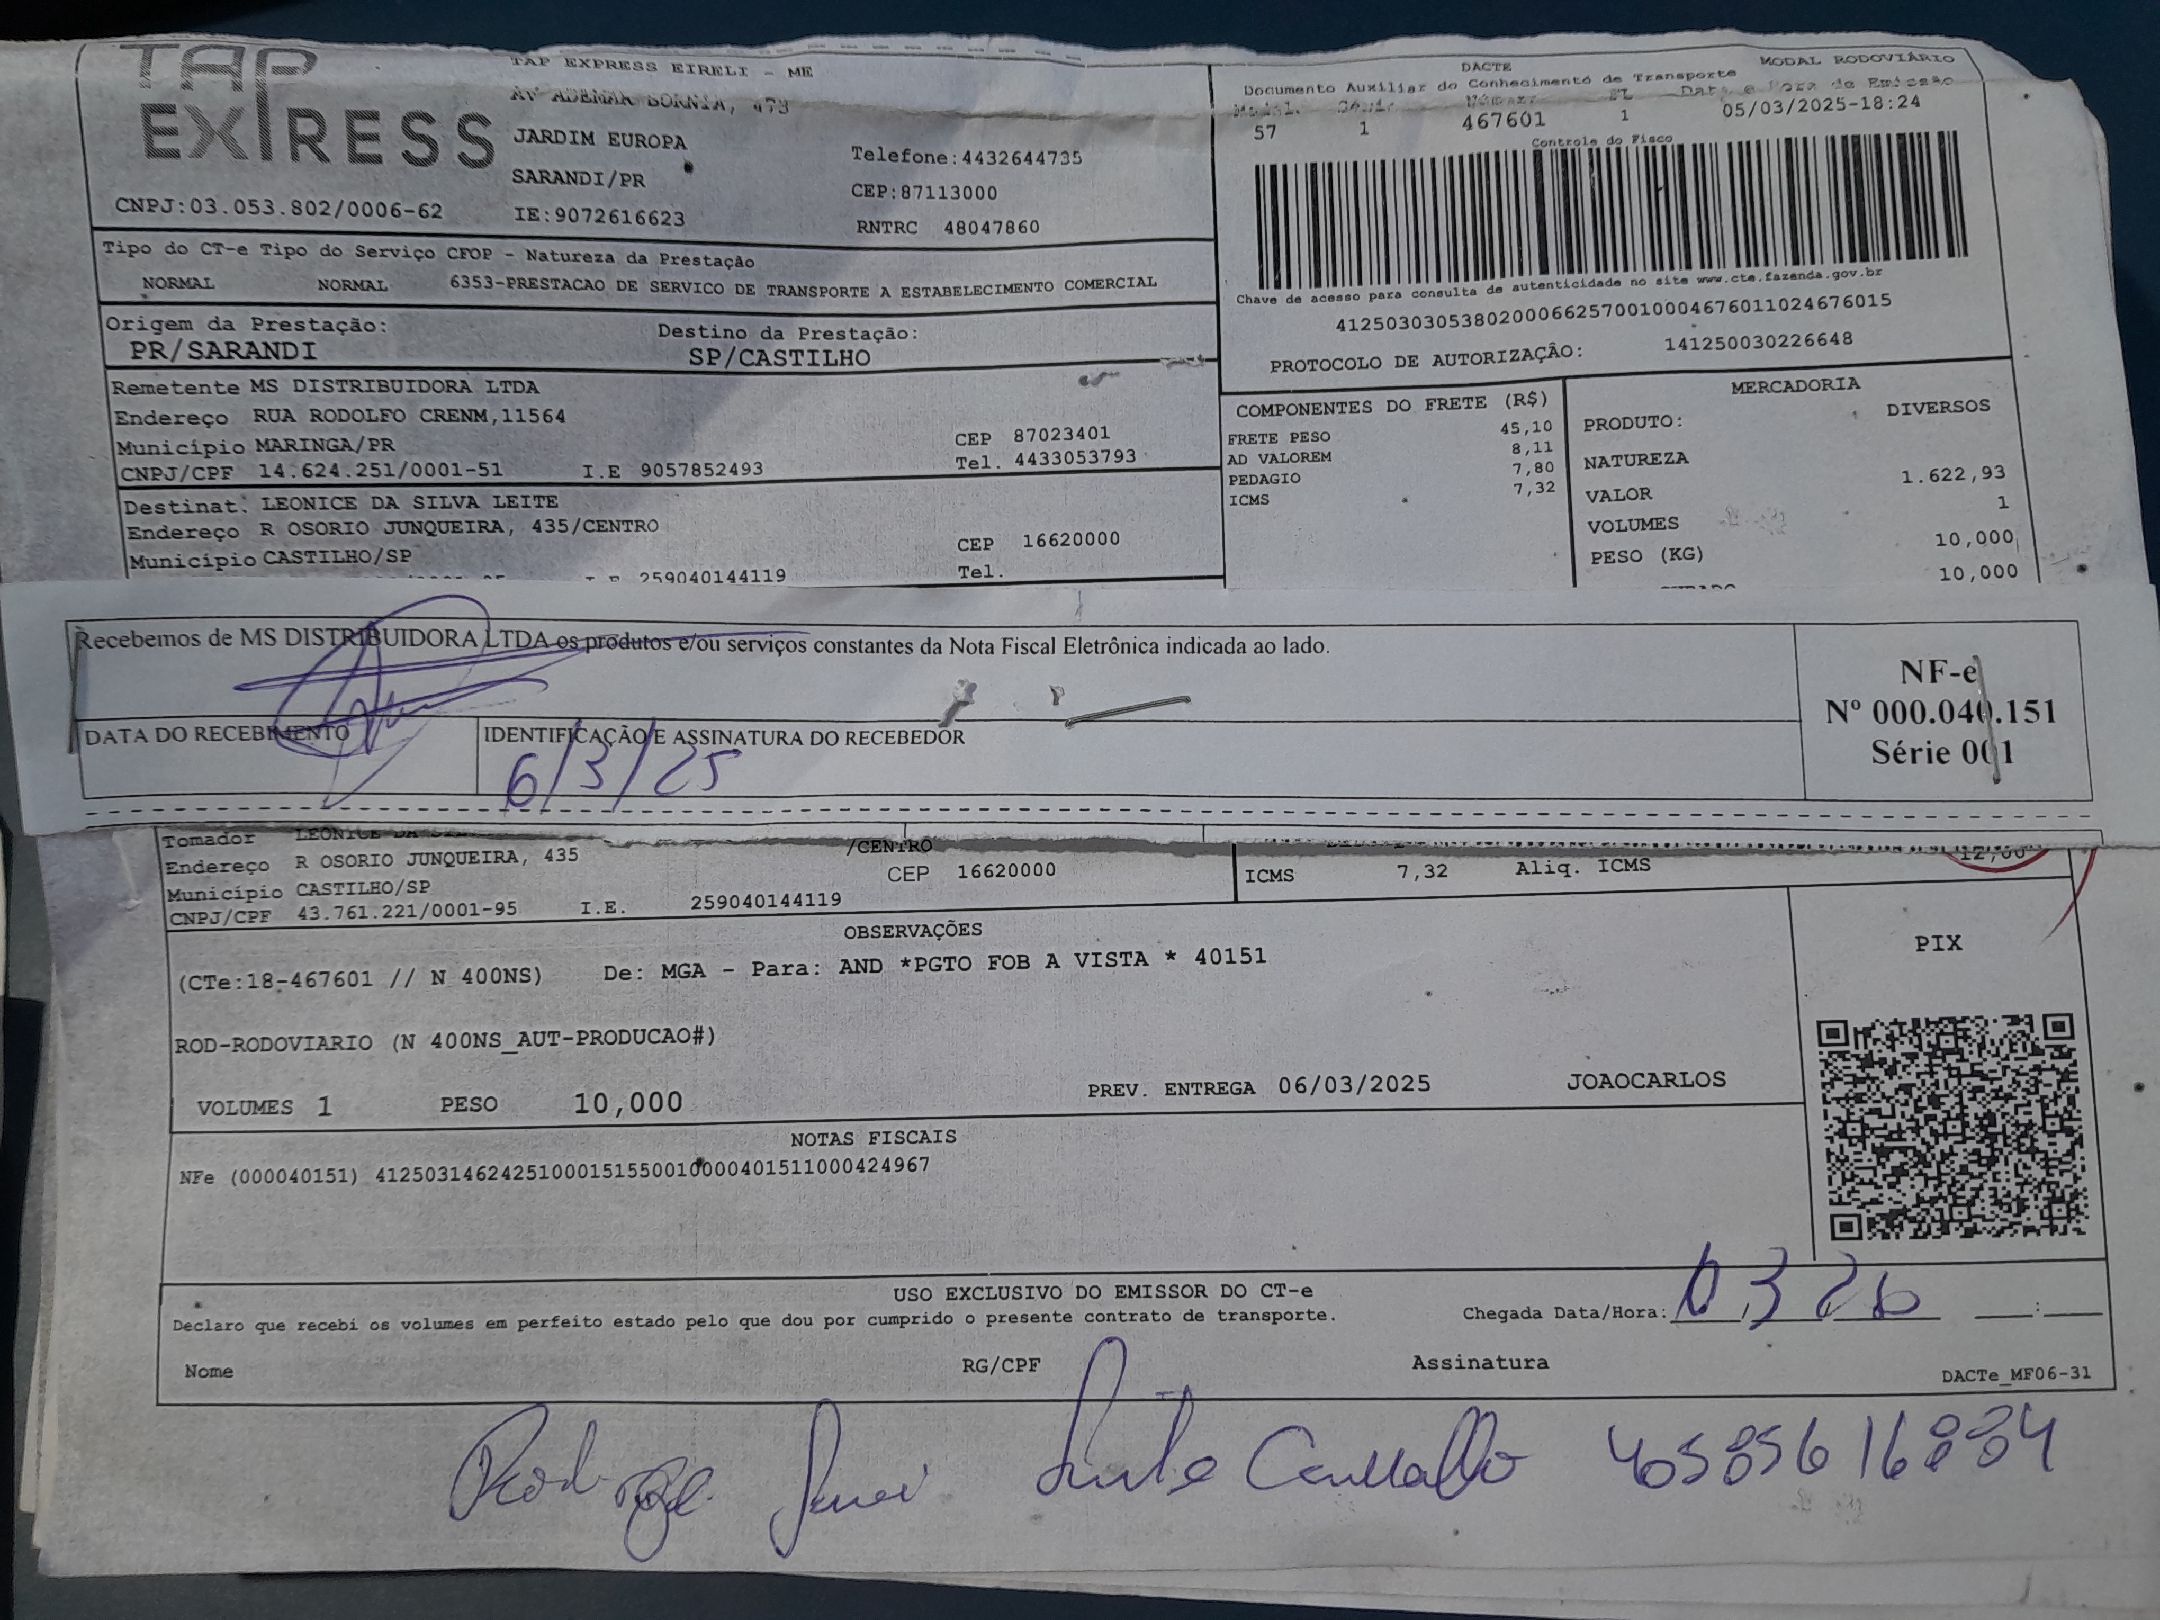 TAP
EXPRESS
TAP EXPRESS EIRELI - ME
AV ADEMAR BORNIA, 473
JARDIM EUROPA
SARANDI/PR
IE:9072616623
Telefone:4432644735
CEP:87113000
RNTRC 48047860
CNPJ:03.053.802/0006-62
DACTE MODAL RODOVIÁRIO
Documento Auxiliar do Conhecimento de Transporte
Data e Hora de Emissão
57 1 467601 1 05/03/2025-18:24
Controle do Fisco
Chave de acesso para consulta de autenticidade no site www.cte.fazenda.gov.br
41250303053802000662570010004676011024676015
PROTOCOLO DE AUTORIZAÇÃO: 141250030226648
Tipo do CT-e Tipo do Serviço CFOP - Natureza da Prestação
NORMAL NORMAL 6353-PRESTACAO DE SERVICO DE TRANSPORTE A ESTABELECIMENTO COMERCIAL
Origem da Prestação: Destino da Prestação:
PR/SARANDI SP/CASTILHO
Remetente MS DISTRIBUIDORA LTDA
Endereço RUA RODOLFO CRENM,11564
Município MARINGA/PR CEP 87023401
CNPJ/CPF 14.624.251/0001-51 I.E 9057852493 Tel. 4433053793
Destinat. LEONICE DA SILVA LEITE
Endereço R OSORIO JUNQUEIRA, 435/CENTRO
Município CASTILHO/SP CEP 16620000
259040144119 Tel.
COMPONENTES DO FRETE (R$)
FRETE PESO 45,10
AD VALOREM 8,11
PEDAGIO 7,80
ICMS 7,32
MERCADORIA
PRODUTO: DIVERSOS
NATUREZA
VALOR 1.622,93
VOLUMES 1
PESO (KG) 10,000
10,000
Recebemos de MS DISTRIBUIDORA LTDA os produtos e/ou serviços constantes da Nota Fiscal Eletrônica indicada ao lado.
DATA DO RECEBIMENTO
IDENTIFICAÇÃO E ASSINATURA DO RECEBEDOR
6/3/25
NF-e
Nº 000.040.151
Série 001
Tomador LEONICE DA
Endereço R OSORIO JUNQUEIRA, 435 /CENTRO
Município CASTILHO/SP CEP 16620000
CNPJ/CPF 43.761.221/0001-95 I.E. 259040144119
ICMS 7,32 Aliq. ICMS 12,00
OBSERVAÇÕES
(CTe:18-467601 // N 400NS) De: MGA - Para: AND *PGTO FOB A VISTA * 40151
ROD-RODOVIARIO (N 400NS_AUT-PRODUCAO#)
VOLUMES 1 PESO 10,000 PREV. ENTREGA 06/03/2025 JOAOCARLOS
PIX
NOTAS FISCAIS
NFe (000040151) 41250314624251000151550010000401511000424967
USO EXCLUSIVO DO EMISSOR DO CT-e
Declaro que recebi os volumes em perfeito estado pelo que dou por cumprido o presente contrato de transporte.
Chegada Data/Hora:
Nome RG/CPF Assinatura
DACTe_MF06-31